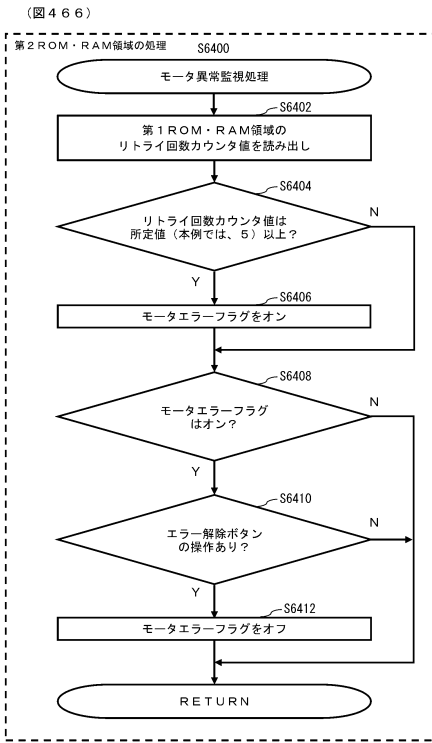 （図４６６）
第２ＲＯＭ・ＲＡＭ領域の処理
S6400
モータ異常監視処理
S6402
第１ＲＯＭ・ＲＡＭ領域の
リトライ回数カウンタ値を読み出し
S6404
リトライ回数カウンタ値は
所定値（本例では、５）以上？
N
Y
S6406
モータエラーフラグをオン
S6408
モータエラーフラグ
はオン？
N
Y
S6410
エラー解除ボタン
の操作あり？
N
Y
S6412
モータエラーフラグをオフ
ＲＥＴＵＲＮ